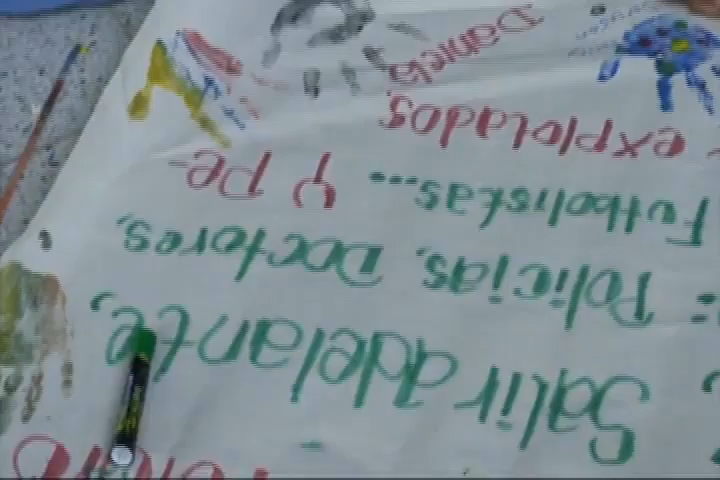 Salir adelante,
: Policias, Doctores,
Futbolistas... y pe-
- explotados.
Daniela